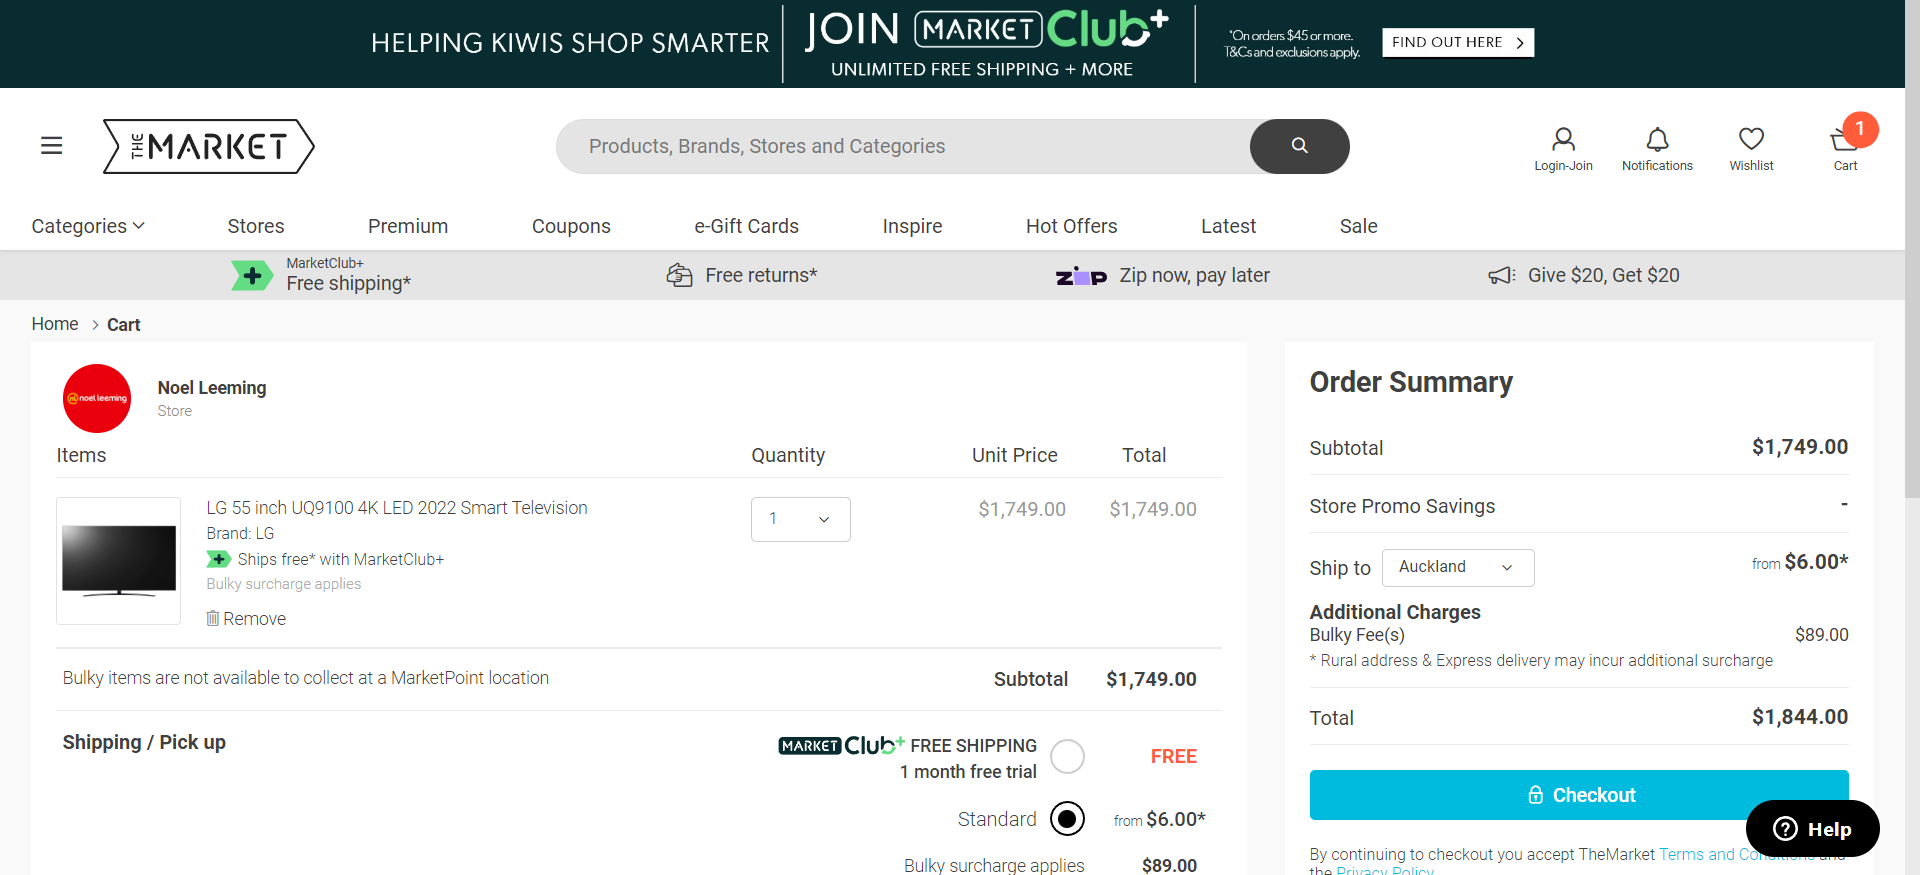 HELPING KIWIS SHOP SMARTER
JOIN MARKET Club+
UNLIMITED FREE SHIPPING + MORE
*On orders $45 or more.
T&Cs and exclusions apply.
FIND OUT HERE
THE MARKET
Products, Brands, Stores and Categories
Login-Join
Notifications
Wishlist
1
Cart
Categories
Stores
Premium
Coupons
e-Gift Cards
Inspire
Hot Offers
Latest
Sale
MarketClub+
Free shipping*
Free returns*
zip Zip now, pay later
Give $20, Get $20
Home > Cart
noel leeming
Noel Leeming
Store
Items Quantity Unit Price Total
LG 55 inch UQ9100 4K LED 2022 Smart Television
Brand: LG
Ships free* with MarketClub+
Bulky surcharge applies
Remove
1
$1,749.00 $1,749.00
Bulky items are not available to collect at a MarketPoint location
Subtotal $1,749.00
Shipping / Pick up
MARKET Club+ FREE SHIPPING
1 month free trial
FREE
Standard from $6.00*
Bulky surcharge applies $89.00
Order Summary
Subtotal $1,749.00
Store Promo Savings -
Ship to Auckland from $6.00*
Additional Charges
Bulky Fee(s) $89.00
* Rural address & Express delivery may incur additional surcharge
Total $1,844.00
Checkout
Help
By continuing to checkout you accept TheMarket Terms and Conditions and
the Privacy Policy